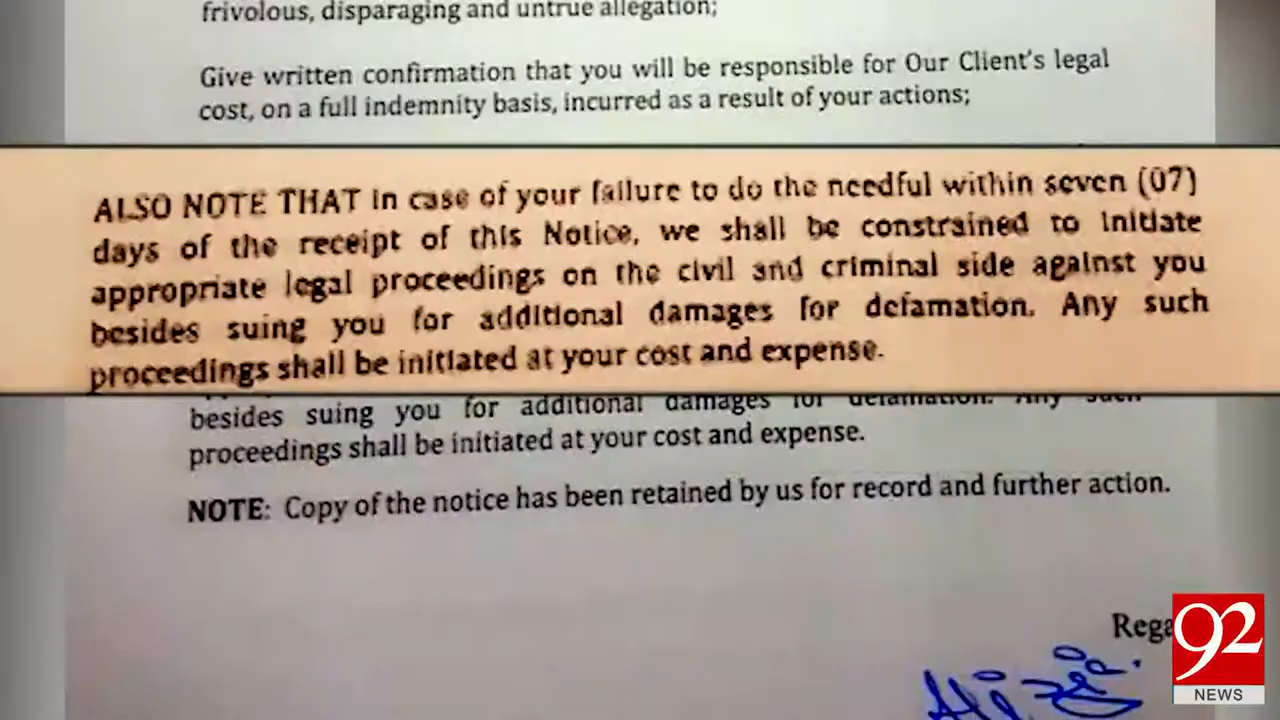 frivolous, disparaging and untrue allegation;
Give written confirmation that you will be responsible for Our Client's legal
cost, on a full indemnity basis, incurred as a result of your actions;
ALSO NOTE THAT in case of your failure to do the needful within seven (07)
days of the receipt of this Notice, we shall be constrained to initiate
appropriate legal proceedings on the civil and criminal side against you
besides suing you for additional damages for defamation. Any such
proceedings shall be initiated at your cost and expense.
besides suing you for additional damages for defamation. Any such
proceedings shall be initiated at your cost and expense.
NOTE: Copy of the notice has been retained by us for record and further action.
Rega
92
NEWS